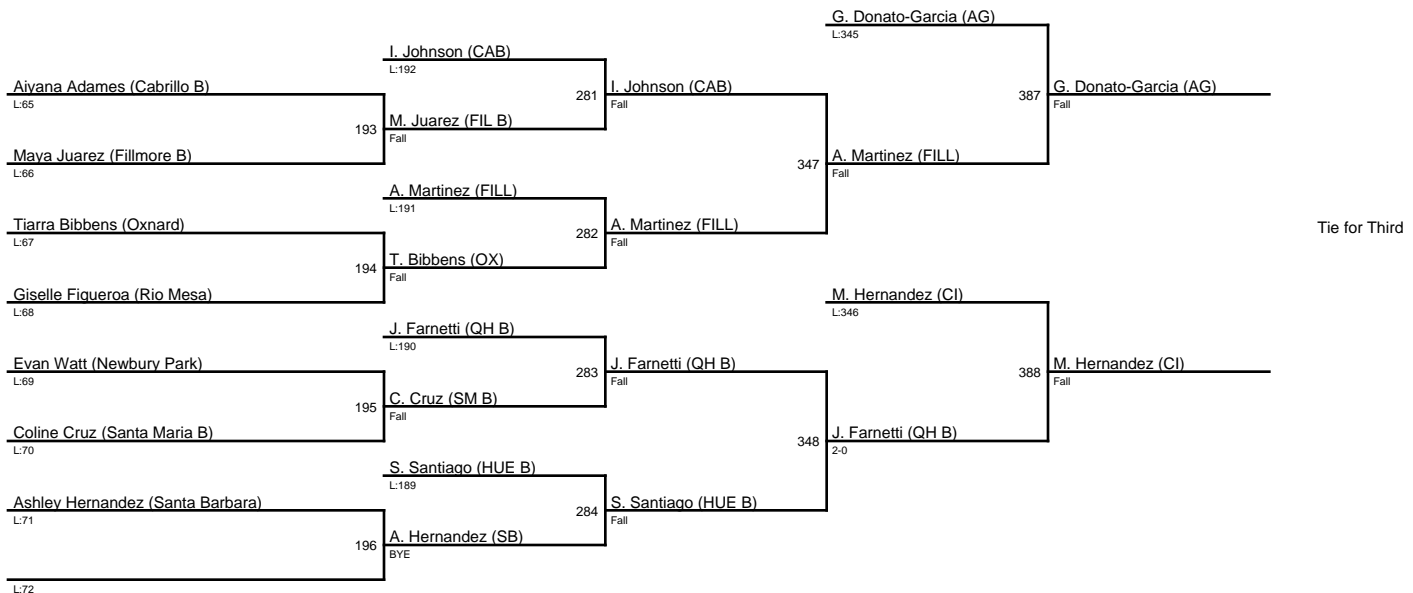 G. Donato-Garcia (AG)
L:345
I. Johnson (CAB)
L:192
Aiyana Adames (Cabrillo B)
L:65
281
I. Johnson (CAB)
Fall
387
G. Donato-Garcia (AG)
Fall
193
M. Juarez (FIL B)
Fall
Maya Juarez (Fillmore B)
L:66
347
A. Martinez (FILL)
Fall
A. Martinez (FILL)
L:191
Tiarra Bibbens (Oxnard)
L:67
282
A. Martinez (FILL)
Fall
Tie for Third
194
T. Bibbens (OX)
Fall
Giselle Figueroa (Rio Mesa)
L:68
M. Hernandez (CI)
L:346
J. Farnetti (QH B)
L:190
Evan Watt (Newbury Park)
L:69
283
J. Farnetti (QH B)
Fall
388
M. Hernandez (CI)
Fall
195
C. Cruz (SM B)
Fall
Coline Cruz (Santa Maria B)
L:70
348
J. Farnetti (QH B)
2-0
S. Santiago (HUE B)
L:189
Ashley Hernandez (Santa Barbara)
L:71
284
S. Santiago (HUE B)
Fall
196
A. Hernandez (SB)
BYE
L:72